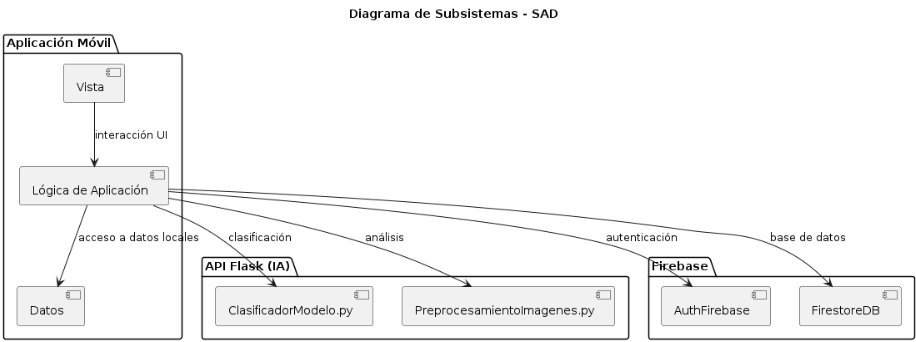 Diagrama de Subsistemas - SAD
Aplicación Móvil
Vista
interacción UI
Lógica de Aplicación
acceso a datos locales
clasificación
análisis
autenticación
base de datos
API Flask (IA)
Firebase
Datos
ClasificadorModelo.py
PreprocesamientoImagenes.py
AuthFirebase
FirestoreDB